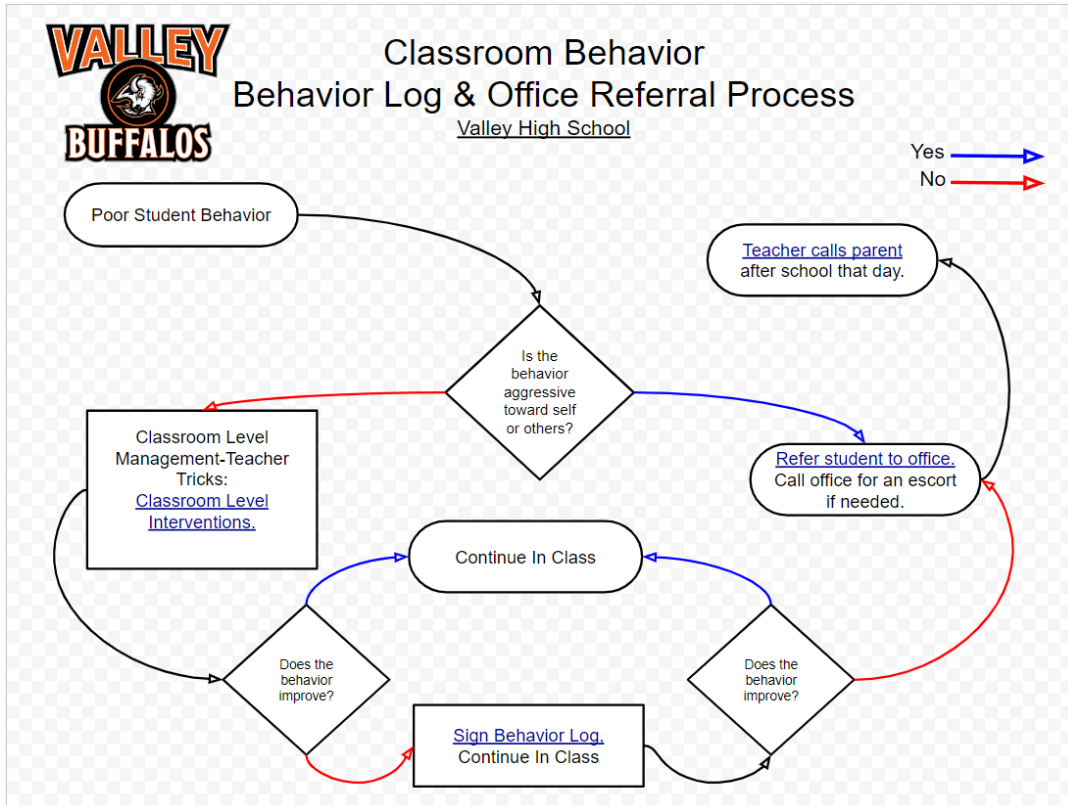 VALLEY
BUFFALOS
Classroom Behavior
Behavior Log & Office Referral Process
Valley High School
Yes
No
Poor Student Behavior
Teacher calls parent
after school that day.
Is the
behavior
aggressive
toward self
or others?
Classroom Level
Management-Teacher
Tricks:
Classroom Level
Interventions.
Refer student to office.
Call office for an escort
if needed.
Continue In Class
Does the
behavior
improve?
Does the
behavior
improve?
Sign Behavior Log,
Continue In Class